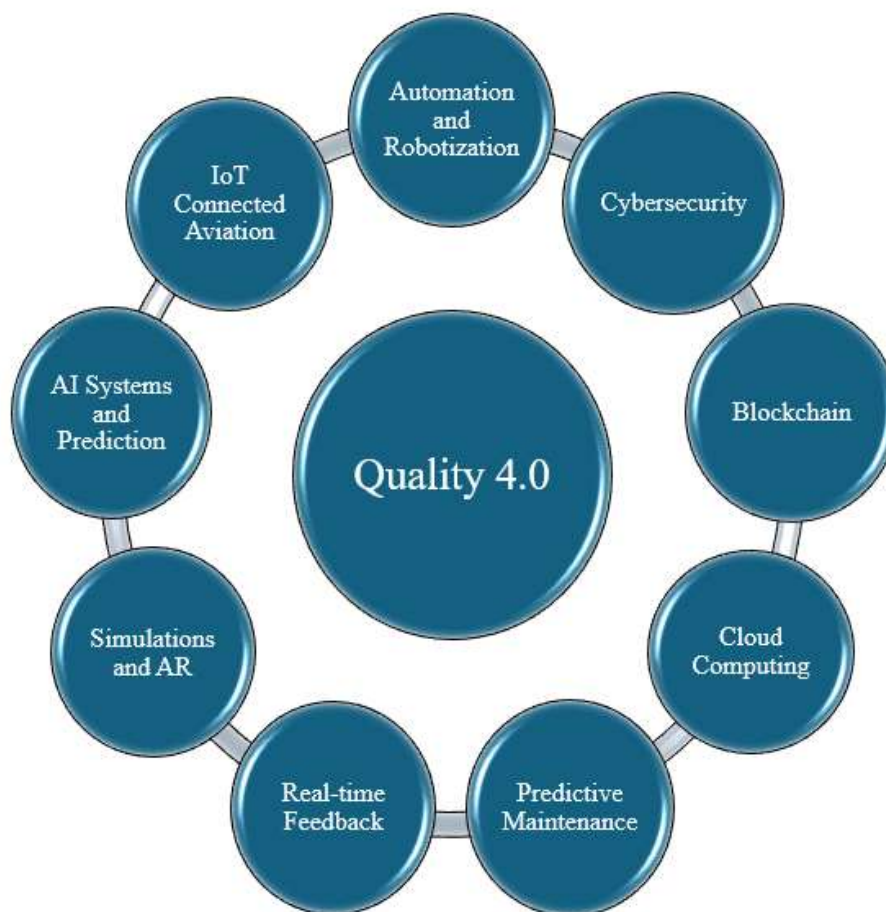 Automation
and
Robotization
Cybersecurity
Blockchain
Cloud
Computing
Predictive
Maintenance
Real-time
Feedback
Simulations
and AR
AI Systems
and
Prediction
IoT
Connected
Aviation
Quality 4.0